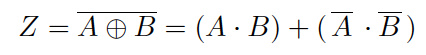 $Z = \overline{A \oplus B} = (A \cdot B) + (\overline{A} \cdot \overline{B})$